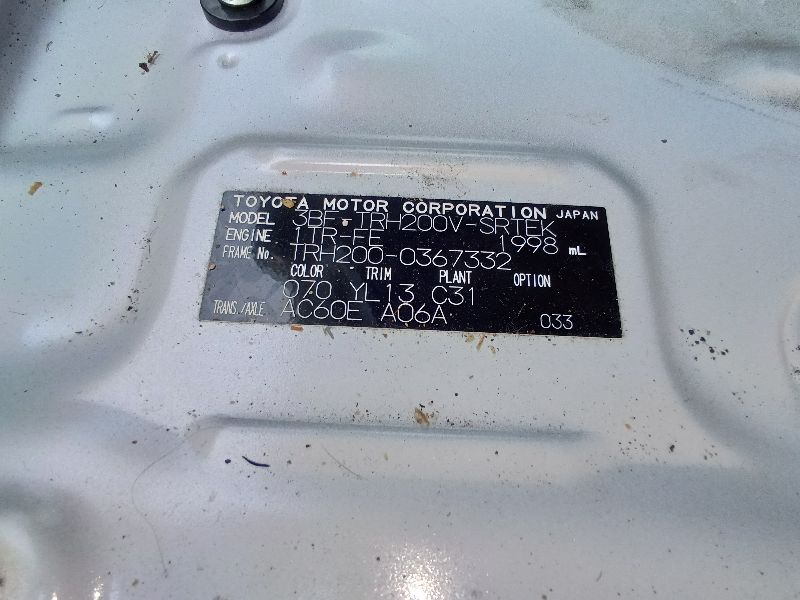 TOYOTA MOTOR CORPORATION JAPAN
MODEL 3BF-TRH200V-SRTEK
ENGINE 1TR-FE 1998 mL
FRAME No. TRH200-0367332
COLOR TRIM PLANT OPTION
070 YL13 C31
TRANS./AXLE AC60E A06A 033